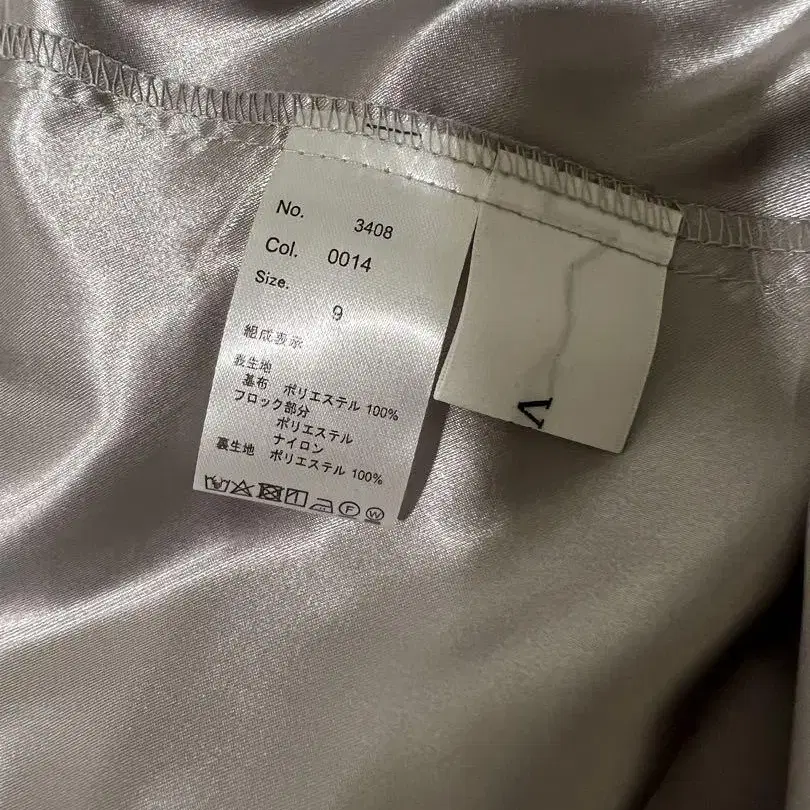 No. 3408
Col. 0014
Size. 9
組成表示
表生地
基布 ポリエステル 100%
フロック部分
ポリエステル
ナイロン
裏生地 ポリエステル 100%
F W